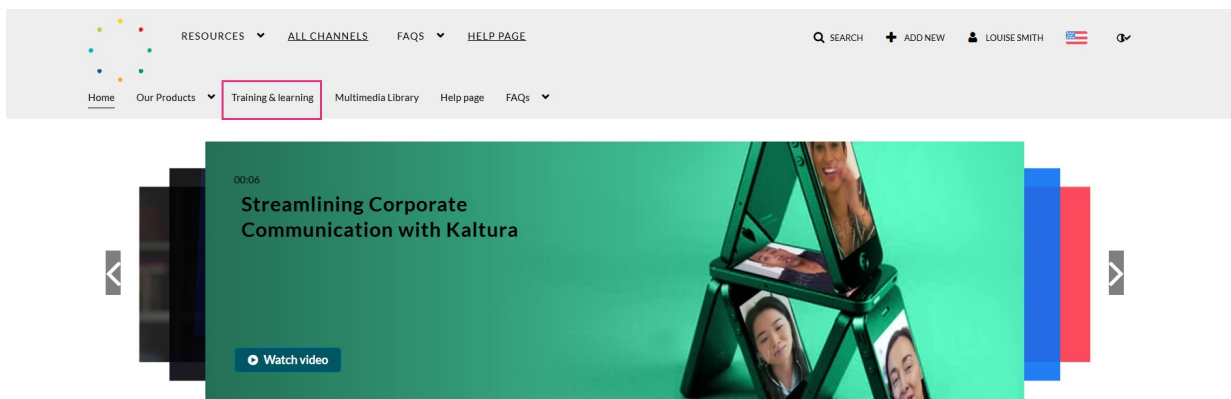 RESOURCES ALL CHANNELS FAQS HELP PAGE SEARCH ADD NEW LOUISE SMITH
Home Our Products Training & learning Multimedia Library Help page FAQs
00:06
Streamlining Corporate
Communication with Kaltura
Watch video